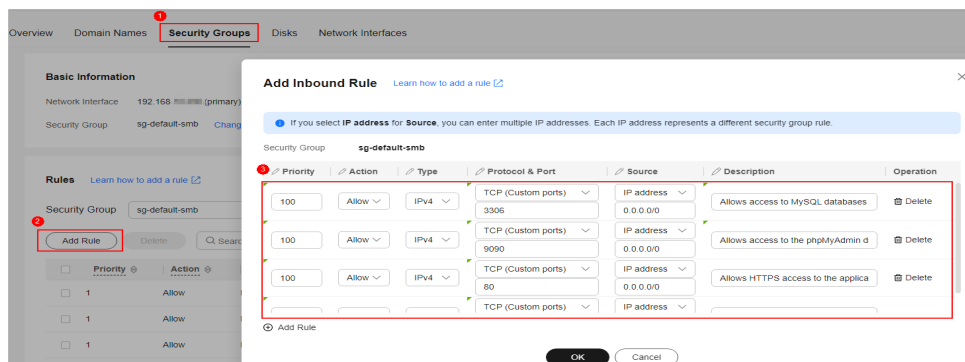 1
Overview Domain Names Security Groups Disks Network Interfaces
Basic Information
Network Interface 192.168 (primary)
Security Group sg-default-smb Chang
Rules Learn how to add a rule
Security Group sg-default-smb
2
Add Rule Delete Searc
Priority Action
1 Allow
1 Allow
1 Allow
Add Inbound Rule Learn how to add a rule
If you select IP address for Source, you can enter multiple IP addresses. Each IP address represents a different security group rule.
Security Group sg-default-smb
3
Priority Action Type Protocol & Port Source Description Operation
TCP (Custom ports) IP address
100 Allow IPv4 Allows access to MySQL databases Delete
3306 0.0.0.0/0
TCP (Custom ports) IP address
100 Allow IPv4 Allows access to the phpMyAdmin d Delete
9090 0.0.0.0/0
TCP (Custom ports) IP address
100 Allow IPv4 Allows HTTPS access to the applica Delete
80 0.0.0.0/0
TCP (Custom ports) IP address
Add Rule
OK Cancel